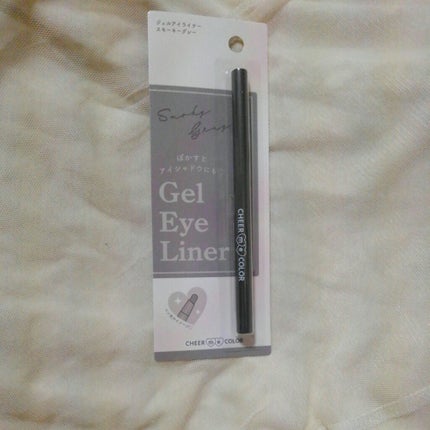 ジェルアイライナー
スモーキーグレー
Smoky
Gray
ぼかすと
アイシャドウにも♡
Gel
Eye
Liner
CHEER mo COLOR
CHEER mo COLOR